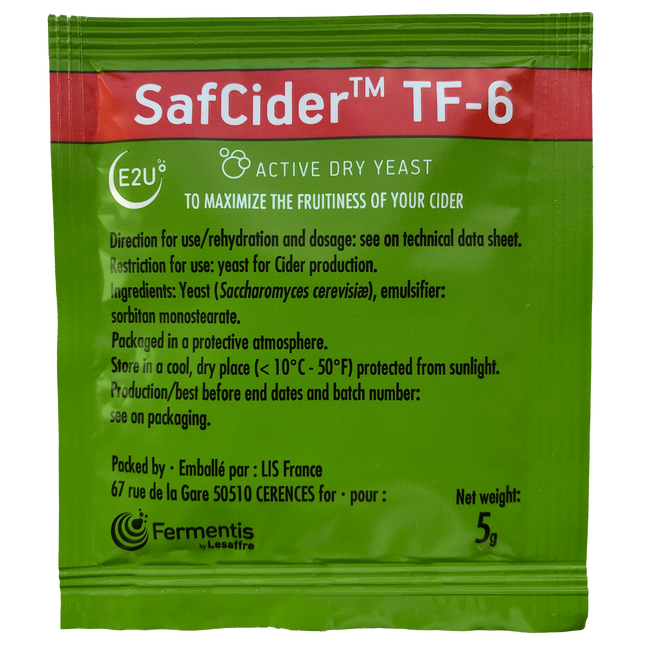 SafCider™ TF-6
E2U
ACTIVE DRY YEAST
TO MAXIMIZE THE FRUITINESS OF YOUR CIDER
Direction for use/rehydration and dosage: see on technical data sheet.
Restriction for use: yeast for Cider production.
Ingredients: Yeast (Saccharomyces cerevisiæ), emulsifier:
sorbitan monostearate.
Packaged in a protective atmosphere.
Store in a cool, dry place (< 10°C - 50°F) protected from sunlight.
Production/best before end dates and batch number:
see on packaging.
Packed by · Emballé par : LIS France
67 rue de la Gare 50510 CERENCES for · pour :
Net weight:
5g
Fermentis
by Lesaffre